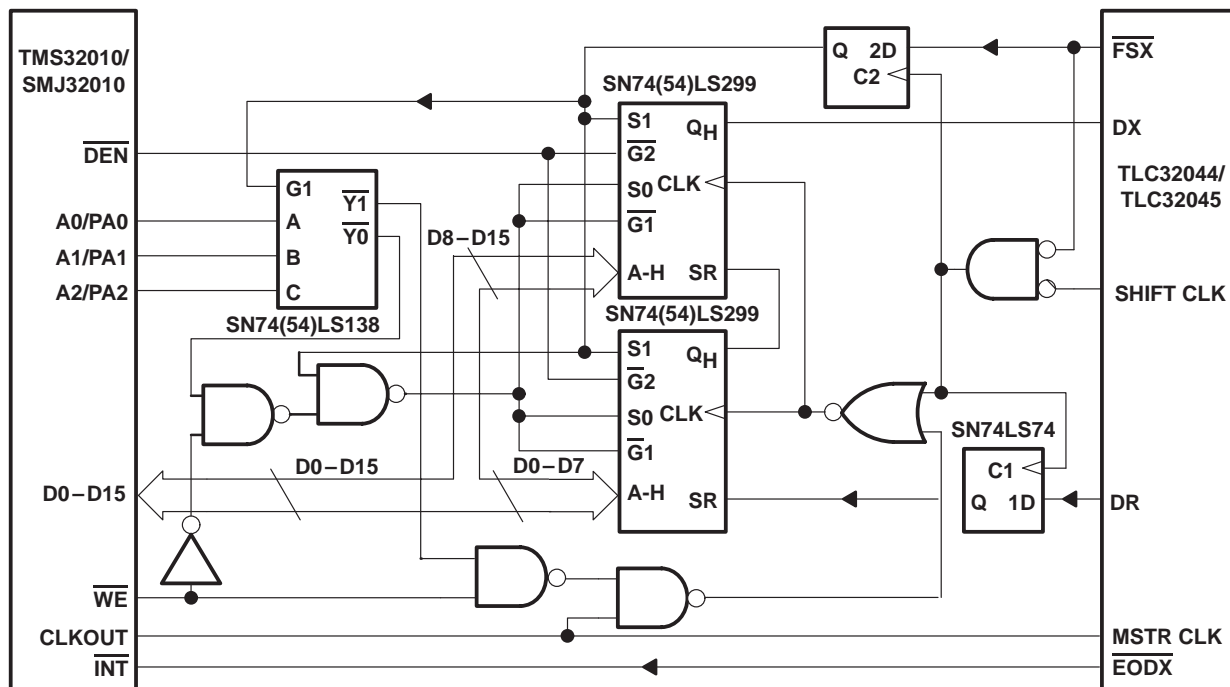 TMS32010/
SMJ32010
DEN
A0/PA0
A1/PA1
A2/PA2
D0–D15
WE
CLKOUT
INT
G1
A
B
C
Y1
Y0
SN74(54)LS138
D8–D15
D0–D15
D0–D7
SN74(54)LS299
S1
G2
S0
G1
A-H
QH
CLK
SR
SN74(54)LS299
S1
G2
S0
G1
A-H
QH
CLK
SR
Q
2D
C2
SN74LS74
C1
Q
1D
FSX
DX
TLC32044/
TLC32045
SHIFT CLK
DR
MSTR CLK
EODX